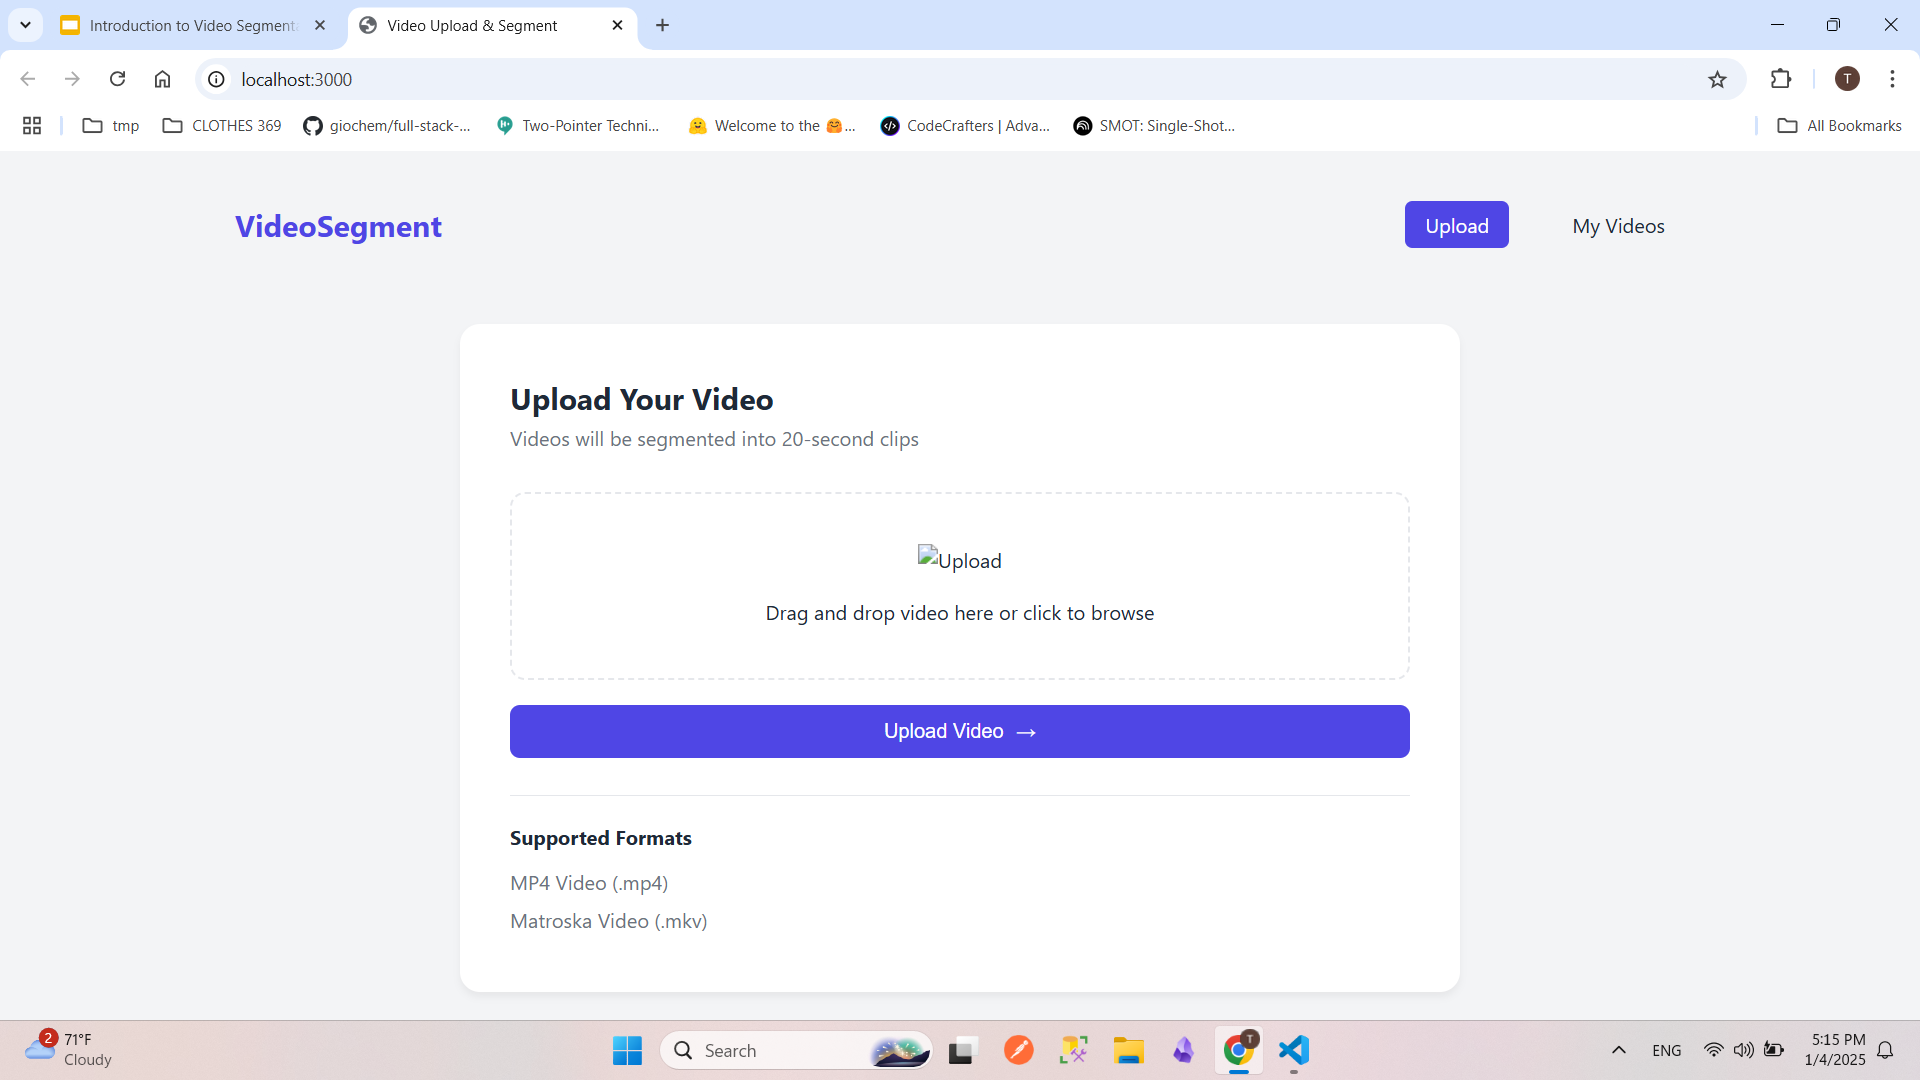 Introduction to Video Segmenta
Video Upload & Segment
localhost:3000
T
tmp
CLOTHES 369
giochem/full-stack-...
Two-Pointer Techni...
Welcome to the 🤗...
CodeCrafters | Adva...
SMOT: Single-Shot...
All Bookmarks
VideoSegment
Upload
My Videos
Upload Your Video
Videos will be segmented into 20-second clips
Upload
Drag and drop video here or click to browse
Upload Video →
Supported Formats
MP4 Video (.mp4)
Matroska Video (.mkv)
2
71°F
Cloudy
Search
T
ENG
5:15 PM
1/4/2025